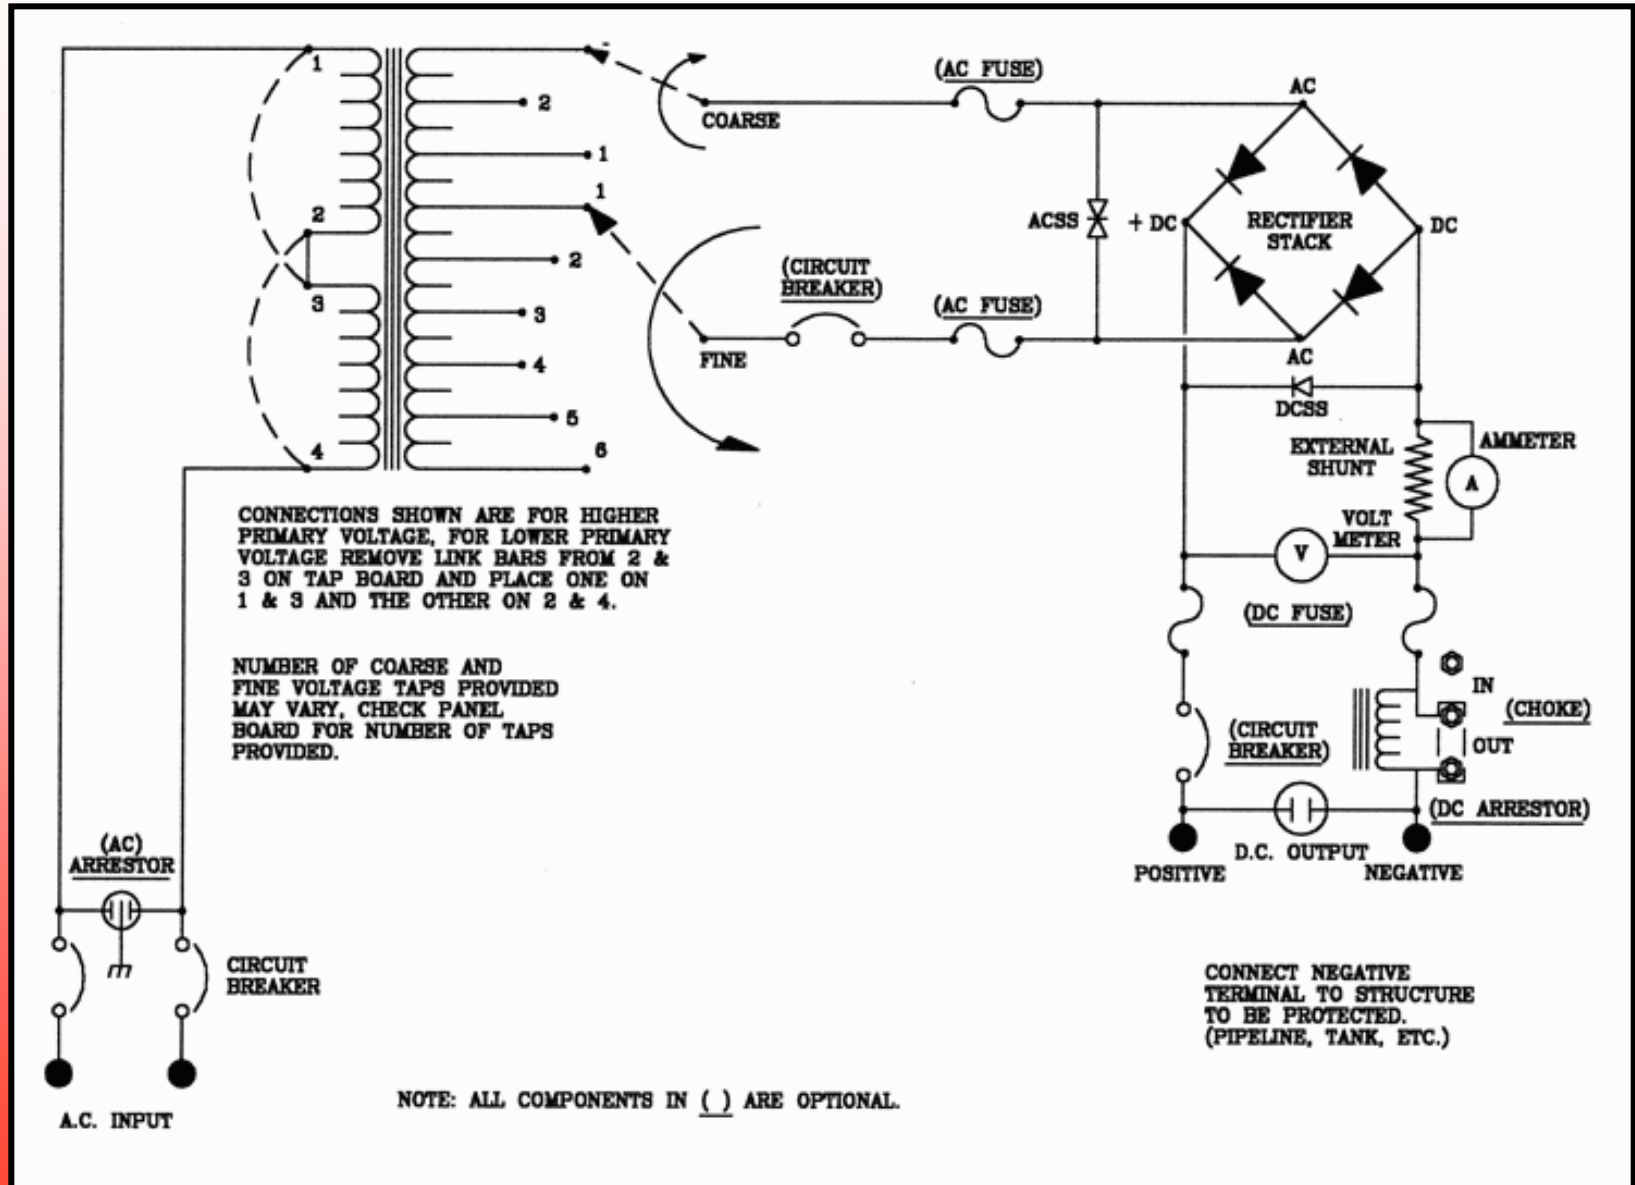 1
2
3
4
2
1
1
2
3
4
5
6
COARSE
FINE
(AC FUSE)
(CIRCUIT
BREAKER)
(AC FUSE)
ACSS
AC
+ DC
RECTIFIER
STACK
DC
AC
DCSS
EXTERNAL
SHUNT
AMMETER
A
VOLT
METER
V
(DC FUSE)
IN
(CHOKE)
OUT
(CIRCUIT
BREAKER)
(DC ARRESTOR)
D.C. OUTPUT
POSITIVE
NEGATIVE
CONNECTIONS SHOWN ARE FOR HIGHER
PRIMARY VOLTAGE, FOR LOWER PRIMARY
VOLTAGE REMOVE LINK BARS FROM 2 &
3 ON TAP BOARD AND PLACE ONE ON
1 & 3 AND THE OTHER ON 2 & 4.
NUMBER OF COARSE AND
FINE VOLTAGE TAPS PROVIDED
MAY VARY, CHECK PANEL
BOARD FOR NUMBER OF TAPS
PROVIDED.
(AC)
ARRESTOR
CIRCUIT
BREAKER
A.C. INPUT
CONNECT NEGATIVE
TERMINAL TO STRUCTURE
TO BE PROTECTED.
(PIPELINE, TANK, ETC.)
NOTE: ALL COMPONENTS IN ( ) ARE OPTIONAL.